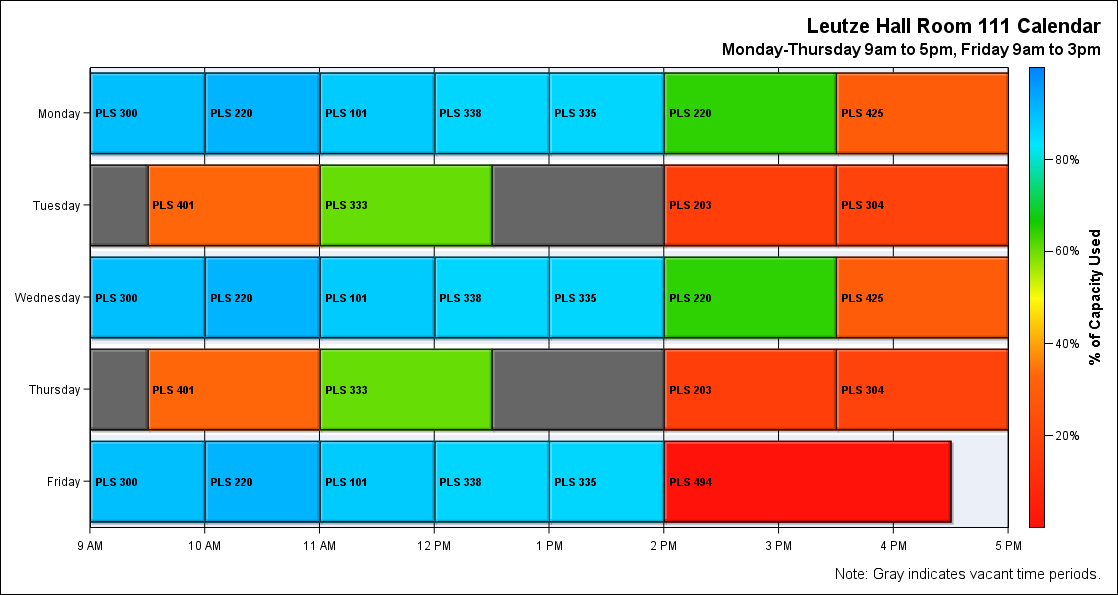 Leutze Hall Room 111 Calendar
Monday-Thursday 9am to 5pm, Friday 9am to 3pm
Monday
PLS 300
PLS 220
PLS 101
PLS 338
PLS 335
PLS 220
PLS 425
Tuesday
PLS 401
PLS 333
PLS 203
PLS 304
Wednesday
PLS 300
PLS 220
PLS 101
PLS 338
PLS 335
PLS 220
PLS 425
Thursday
PLS 401
PLS 333
PLS 203
PLS 304
Friday
PLS 300
PLS 220
PLS 101
PLS 338
PLS 335
PLS 494
9 AM
10 AM
11 AM
12 PM
1 PM
2 PM
3 PM
4 PM
5 PM
80%
60%
40%
20%
% of Capacity Used
Note: Gray indicates vacant time periods.